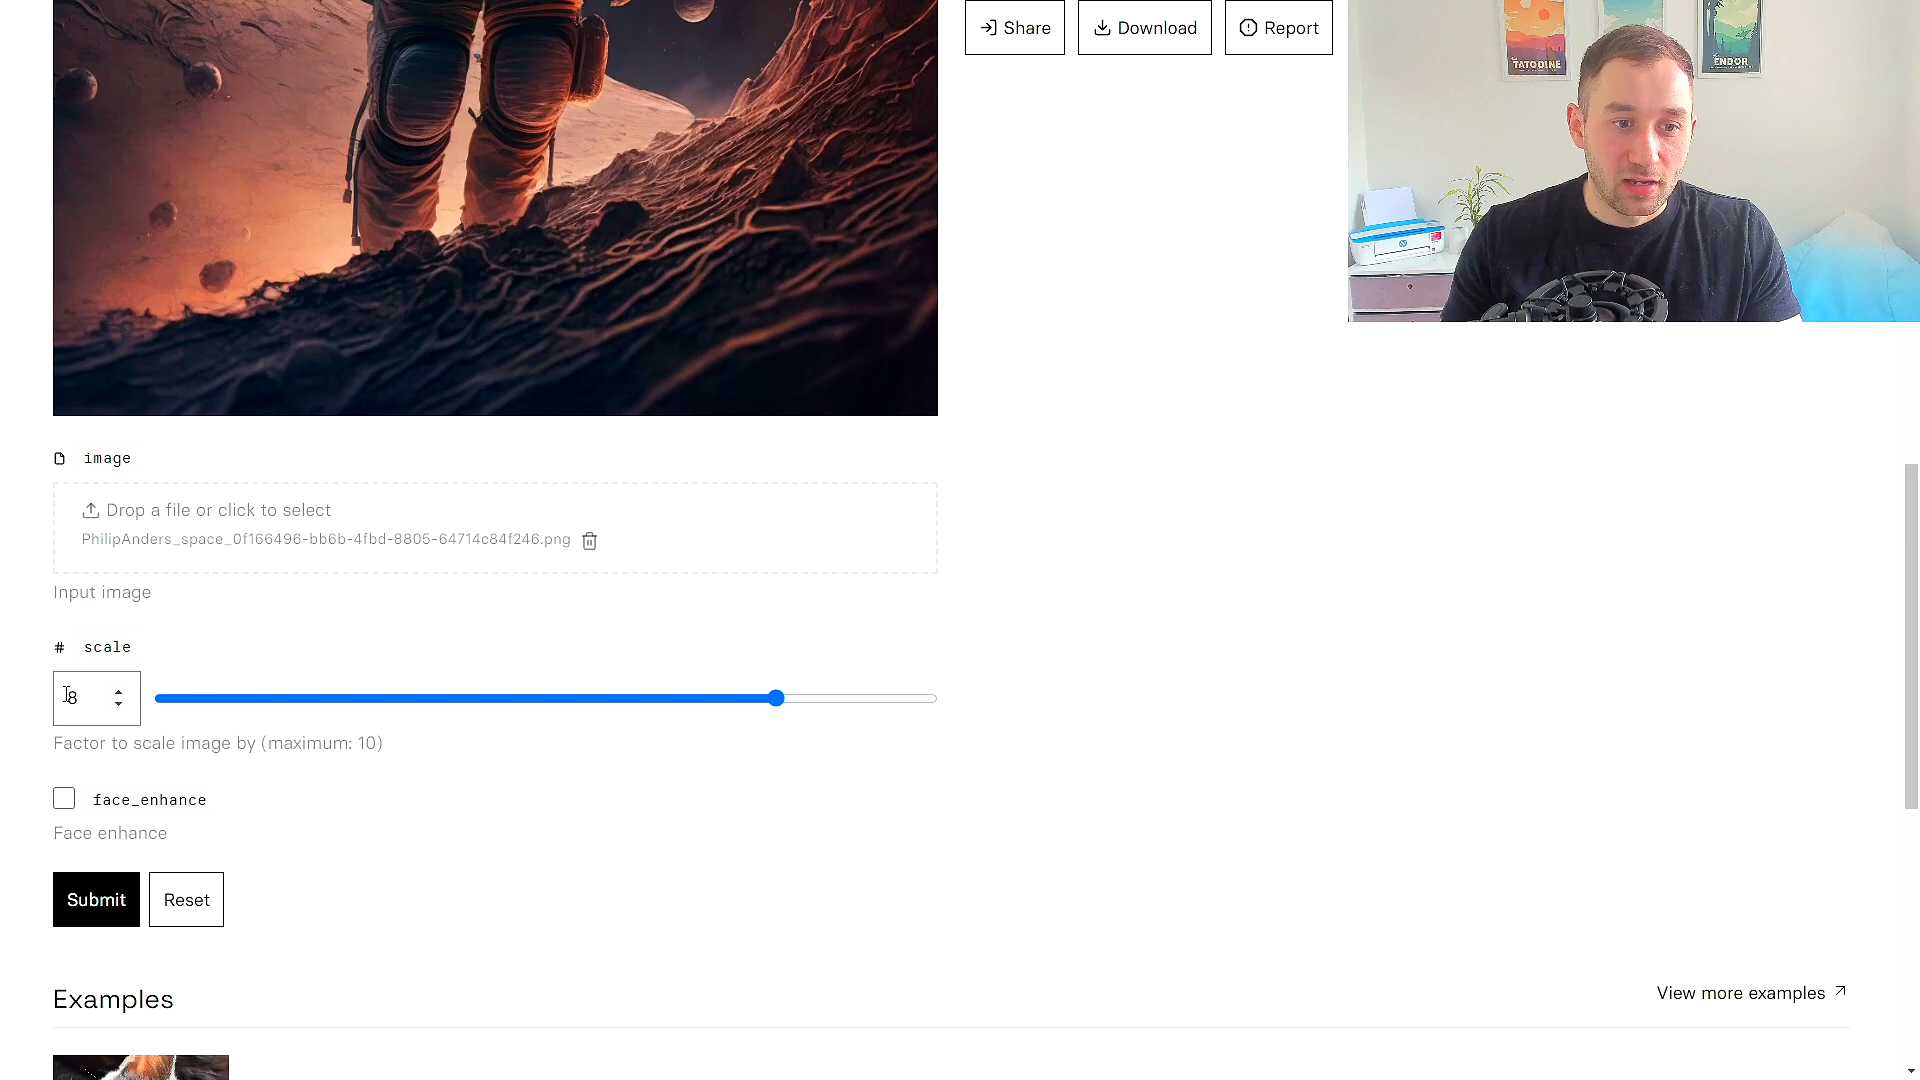 Share
Download
Report
TATOOINE
ENDOR
image
Drop a file or click to select
PhilipAnders_space_0f166496-bb6b-4fbd-8805-64714c84f246.png
Input image
# scale
8
Factor to scale image by (maximum: 10)
face_enhance
Face enhance
Submit
Reset
Examples
View more examples